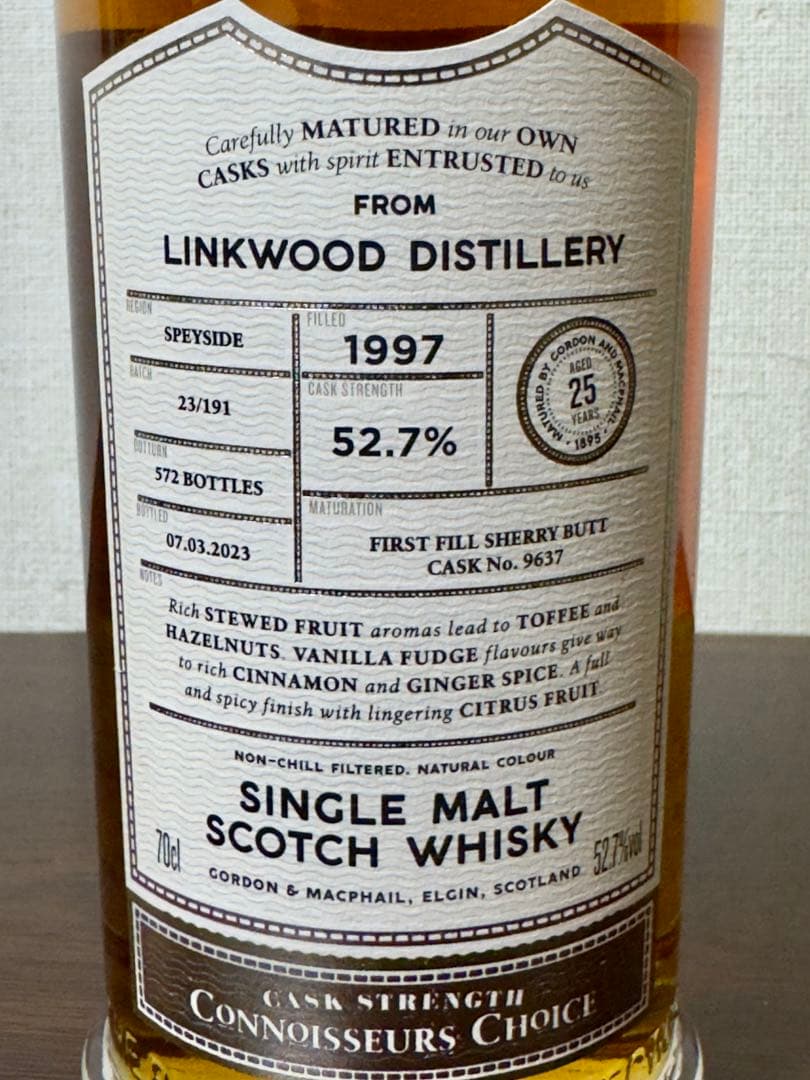 Carefully MATURED in our OWN
CASKS with spirit ENTRUSTED to us
FROM
LINKWOOD DISTILLERY
REGION
SPEYSIDE
BATCH
23/191
OUTTURN
572 BOTTLES
BOTTLED
07.03.2023
FILLED
1997
CASK STRENGTH
52.7%
MATURED BY GORDON AND MACPHAIL
AGED
25
YEARS
• 1895 •
MATURATION
FIRST FILL SHERRY BUTT
CASK No. 9637
NOTES
Rich STEWED FRUIT aromas lead to TOFFEE and
HAZELNUTS. VANILLA FUDGE flavours give way
to rich CINNAMON and GINGER SPICE. A full
and spicy finish with lingering CITRUS FRUIT.
NON-CHILL FILTERED. NATURAL COLOUR
SINGLE MALT
SCOTCH WHISKY
70cl
52.7%vol
GORDON & MACPHAIL, ELGIN, SCOTLAND
CASK STRENGTH
CONNOISSEURS CHOICE